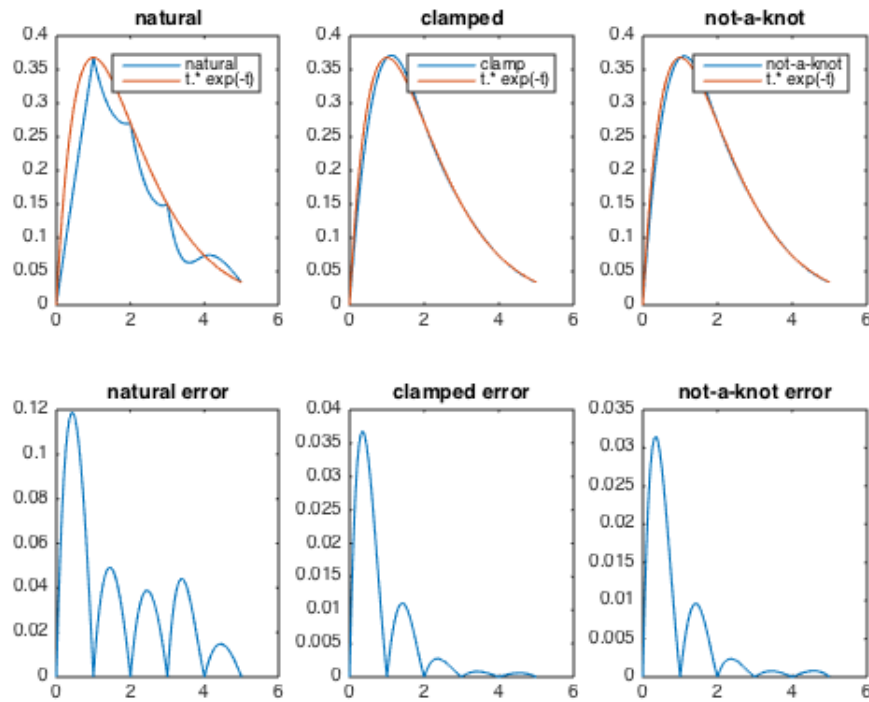 natural
0.4
0.35
0.3
0.25
0.2
0.15
0.1
0.05
0
0 2 4 6
natural
t.* exp(-t)
clamped
0.4
0.35
0.3
0.25
0.2
0.15
0.1
0.05
0
0 2 4 6
clamp
t.* exp(-t)
not-a-knot
0.4
0.35
0.3
0.25
0.2
0.15
0.1
0.05
0
0 2 4 6
not-a-knot
t.* exp(-t)
natural error
0.12
0.1
0.08
0.06
0.04
0.02
0
0 2 4 6
clamped error
0.04
0.035
0.03
0.025
0.02
0.015
0.01
0.005
0
0 2 4 6
not-a-knot error
0.035
0.03
0.025
0.02
0.015
0.01
0.005
0
0 2 4 6